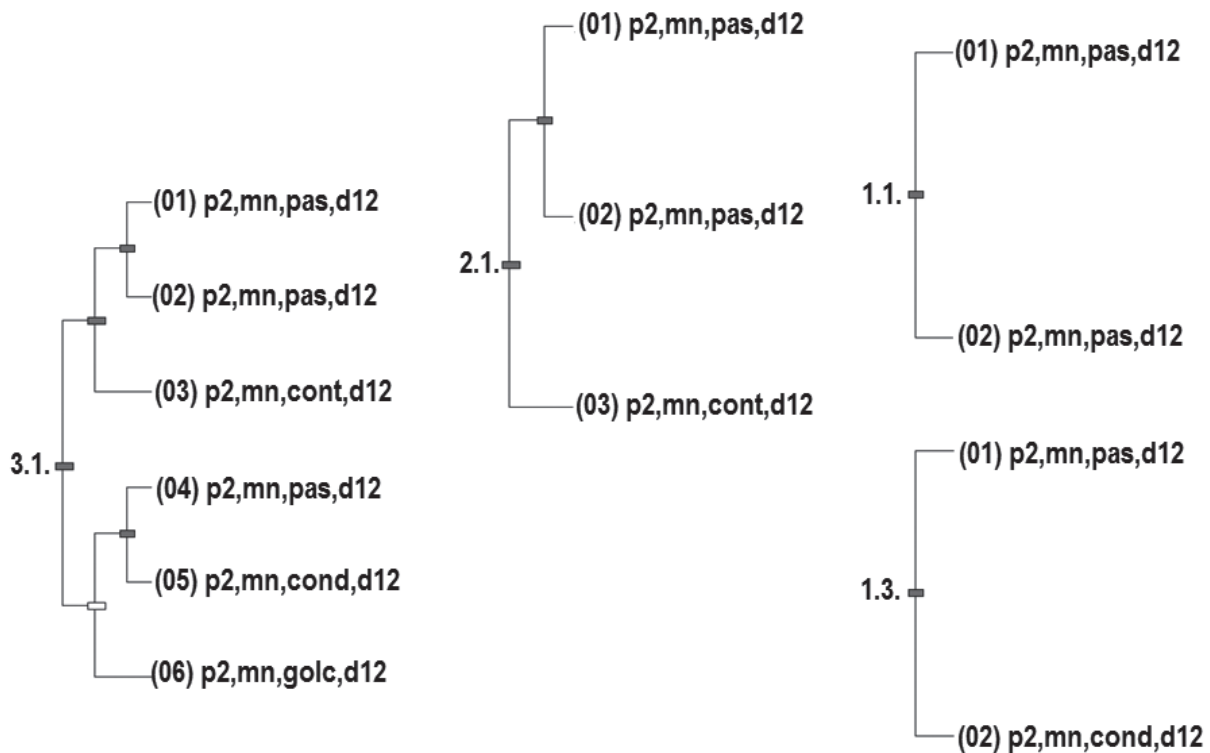 (01) p2,mn,pas,d12
(02) p2,mn,pas,d12
(03) p2,mn,cont,d12
3.1.
(04) p2,mn,pas,d12
(05) p2,mn,cond,d12
(06) p2,mn,golc,d12
(01) p2,mn,pas,d12
(02) p2,mn,pas,d12
2.1.
(03) p2,mn,cont,d12
(01) p2,mn,pas,d12
1.1.
(02) p2,mn,pas,d12
(01) p2,mn,pas,d12
1.3.
(02) p2,mn,cond,d12